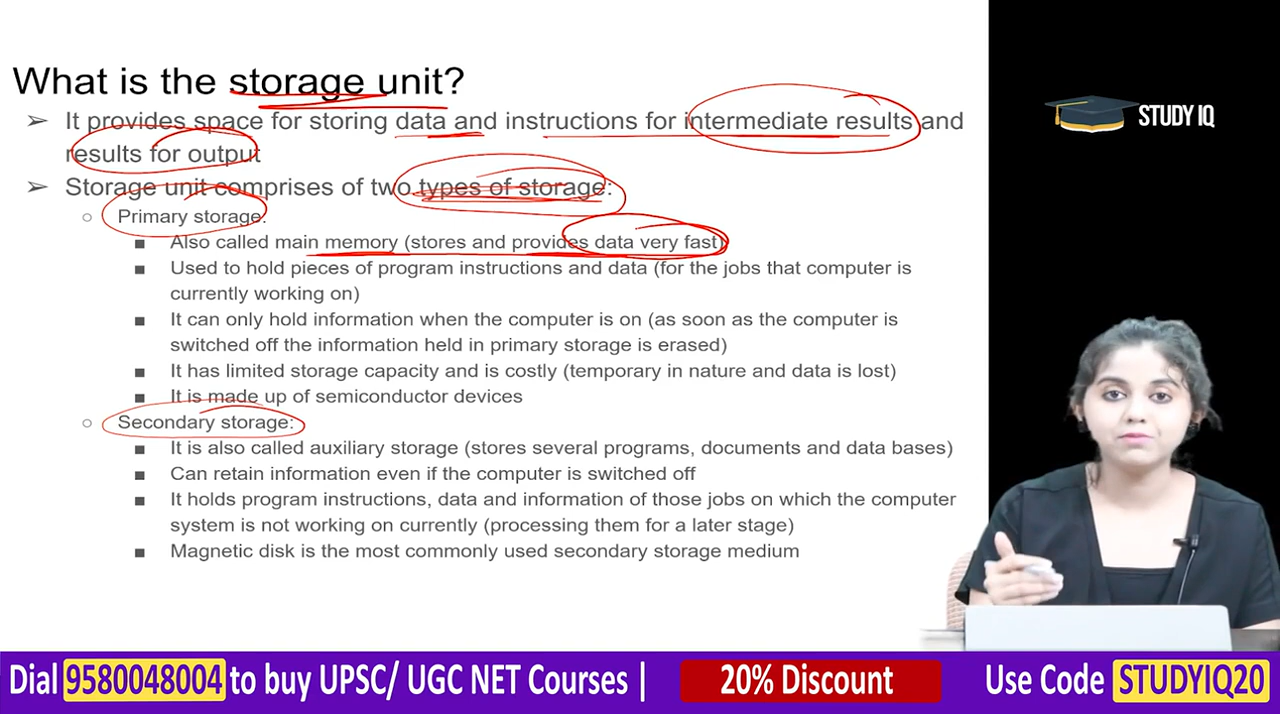 What is the storage unit?
➢ It provides space for storing data and instructions for intermediate results and
results for output
➢ Storage unit comprises of two types of storage:
○ Primary storage:
■ Also called main memory (stores and provides data very fast)
■ Used to hold pieces of program instructions and data (for the jobs that computer is
currently working on)
■ It can only hold information when the computer is on (as soon as the computer is
switched off the information held in primary storage is erased)
■ It has limited storage capacity and is costly (temporary in nature and data is lost)
■ It is made up of semiconductor devices
○ Secondary storage:
■ It is also called auxiliary storage (stores several programs, documents and data bases)
■ Can retain information even if the computer is switched off
■ It holds program instructions, data and information of those jobs on which the computer
system is not working on currently (processing them for a later stage)
■ Magnetic disk is the most commonly used secondary storage medium
STUDY IQ
Dial 9580048004 to buy UPSC/ UGC NET Courses | 20% Discount Use Code STUDYIQ20